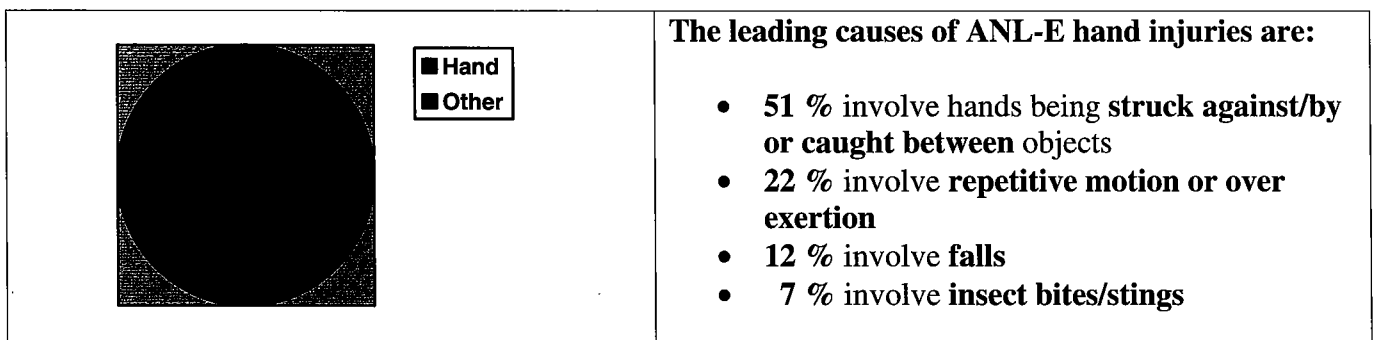 Hand
Other
The leading causes of ANL-E hand injuries are:
• 51 % involve hands being struck against/by
or caught between objects
• 22 % involve repetitive motion or over
exertion
• 12 % involve falls
• 7 % involve insect bites/stings